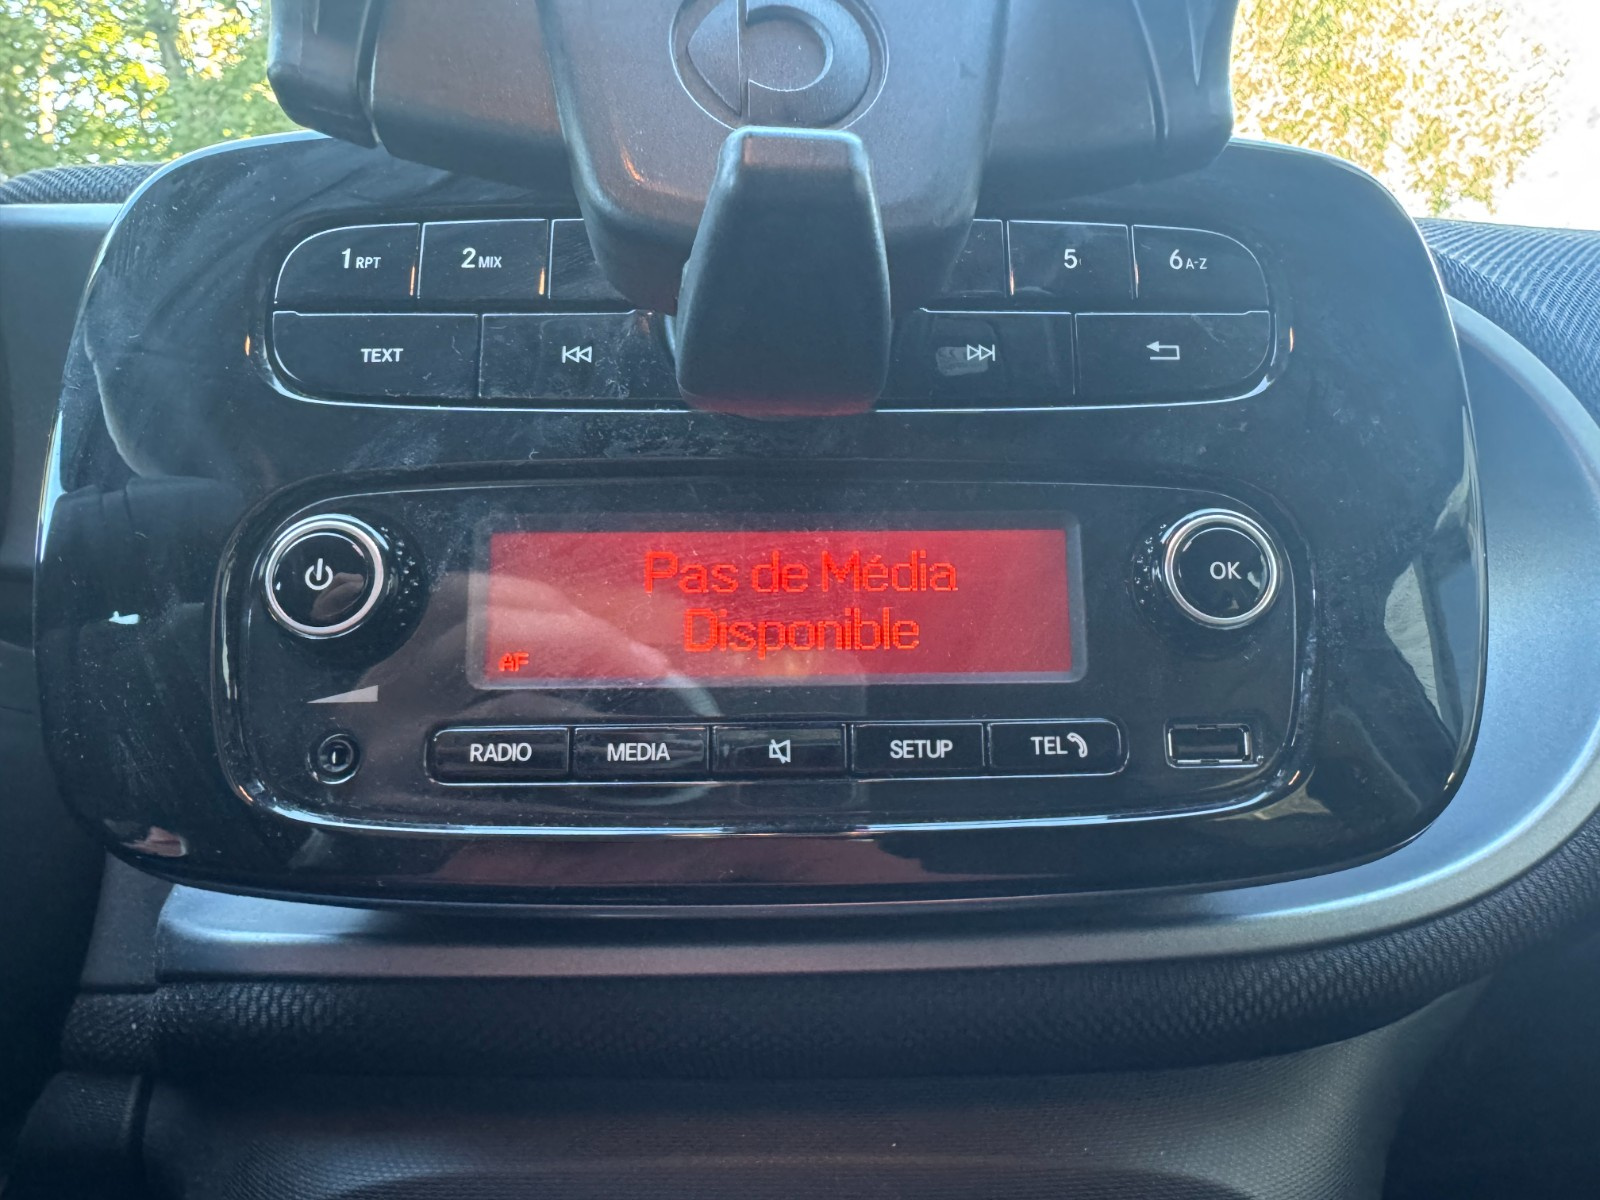 1 RPT
2 MIX
5
6 A-Z
TEXT
Pas de Média
Disponible
AF
OK
RADIO
MEDIA
SETUP
TEL